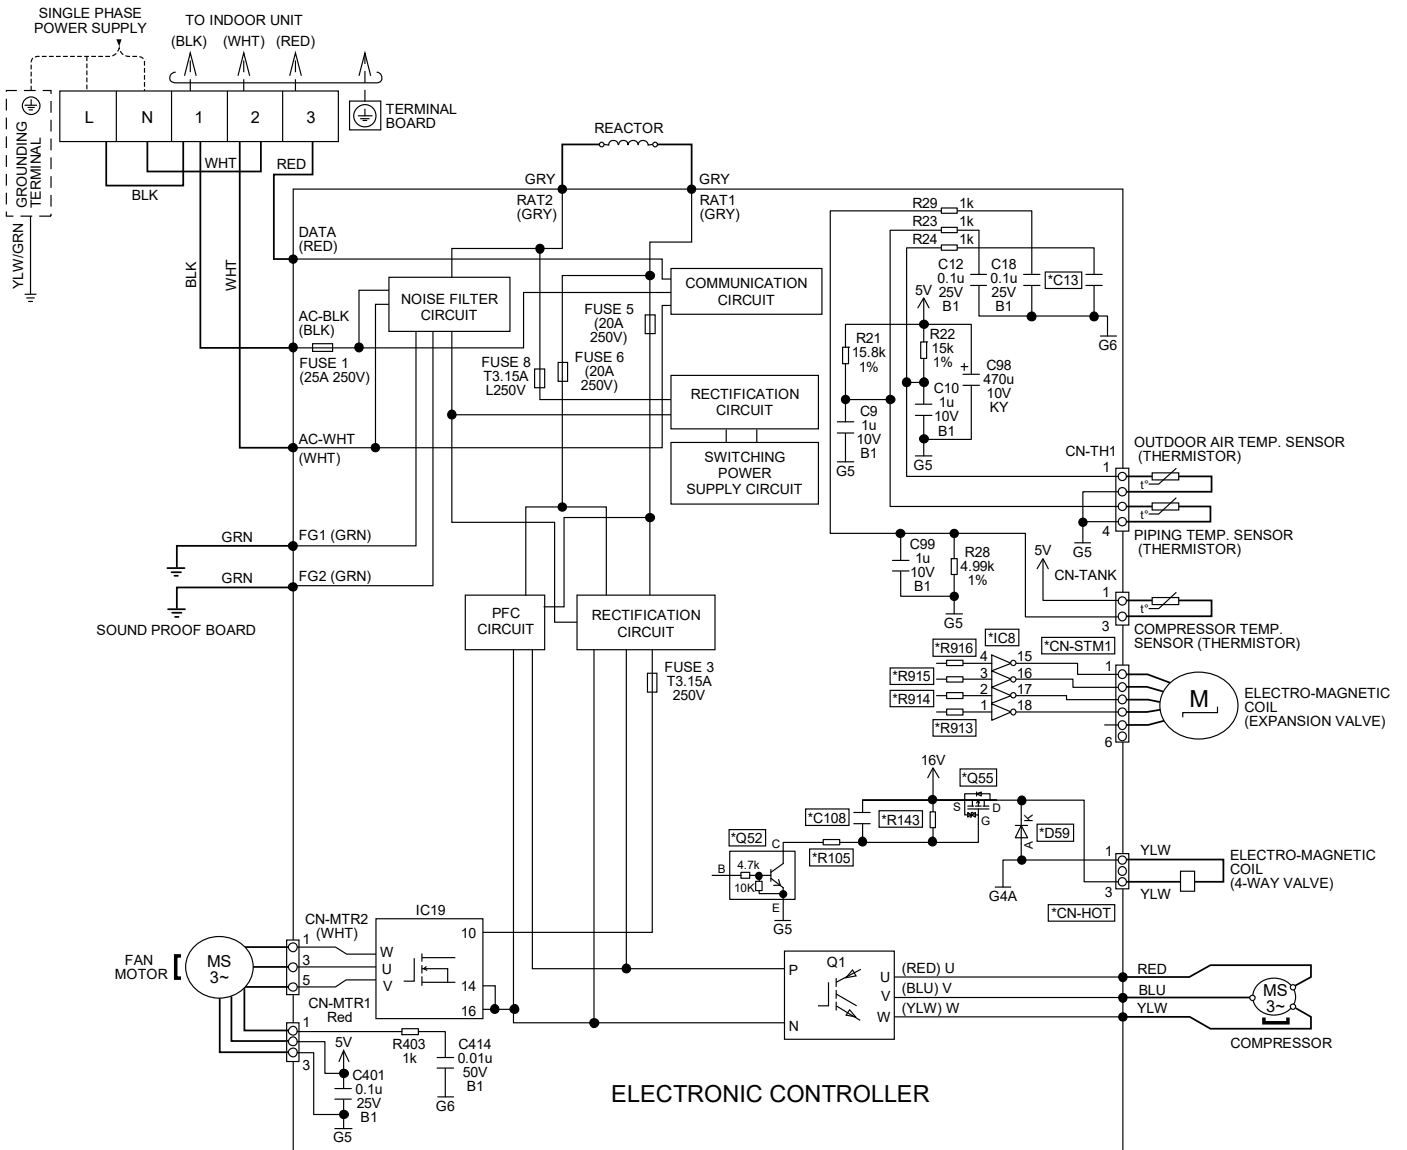 SINGLE PHASE
POWER SUPPLY
TO INDOOR UNIT
(BLK)
(WHT)
(RED)
L
N
1
2
3
TERMINAL
BOARD
GROUNDING
TERMINAL
YLW/GRN
BLK
WHT
RED
BLK
WHT
REACTOR
GRY
GRY
RAT2
(GRY)
RAT1
(GRY)
DATA
(RED)
NOISE FILTER
CIRCUIT
COMMUNICATION
CIRCUIT
AC-BLK
(BLK)
FUSE 1
(25A 250V)
FUSE 5
(20A
250V)
FUSE 8
T3.15A
L250V
FUSE 6
(20A
250V)
RECTIFICATION
CIRCUIT
SWITCHING
POWER
SUPPLY CIRCUIT
AC-WHT
(WHT)
GRN
FG1 (GRN)
GRN
FG2 (GRN)
SOUND PROOF BOARD
PFC
CIRCUIT
RECTIFICATION
CIRCUIT
FUSE 3
T3.15A
250V
R29
1k
R23
1k
R24
1k
C12
0.1u
25V
B1
C18
0.1u
25V
B1
*C13
G6
5V
R21
15.8k
1%
R22
15k
1%
C98
470u
10V
KY
+
C10
1u
10V
B1
C9
1u
10V
B1
G5
G5
CN-TH1
1
4
G5
t°
t°
OUTDOOR AIR TEMP. SENSOR
(THERMISTOR)
PIPING TEMP. SENSOR
(THERMISTOR)
C99
1u
10V
B1
R28
4.99k
1%
G5
5V
CN-TANK
1
3
t°
COMPRESSOR TEMP.
SENSOR (THERMISTOR)
*IC8
*CN-STM1
*R916
4
15
*R915
3
16
*R914
2
17
*R913
1
18
1
6
M
ELECTRO-MAGNETIC
COIL
(EXPANSION VALVE)
16V
*Q55
S
D
G
*C108
*R143
*D59
K
A
*Q52
C
*R105
B
4.7k
10K
E
G5
G4A
1
3
YLW
YLW
*CN-HOT
ELECTRO-MAGNETIC
COIL
(4-WAY VALVE)
FAN
MOTOR
MS
3~
CN-MTR2
(WHT)
1
3
5
IC19
W
U
V
10
14
16
CN-MTR1
Red
1
3
5V
R403
1k
C414
0.01u
50V
B1
G6
C401
0.1u
25V
B1
G5
Q1
P
N
U
V
W
(RED) U
(BLU) V
(YLW) W
RED
BLU
YLW
MS
3~
COMPRESSOR
ELECTRONIC CONTROLLER